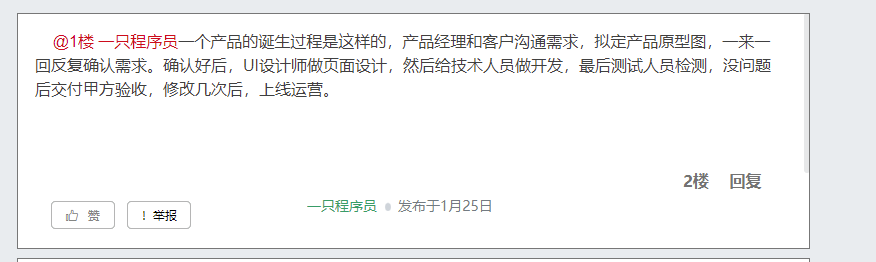 @1楼 一只程序员一个产品的诞生过程是这样的，产品经理和客户沟通需求，拟定产品原型图，一来一
回反复确认需求。确认好后，UI设计师做页面设计，然后给技术人员做开发，最后测试人员检测，没问题
后交付甲方验收，修改几次后，上线运营。
2楼 回复
赞 ! 举报 一只程序员 发布于1月25日